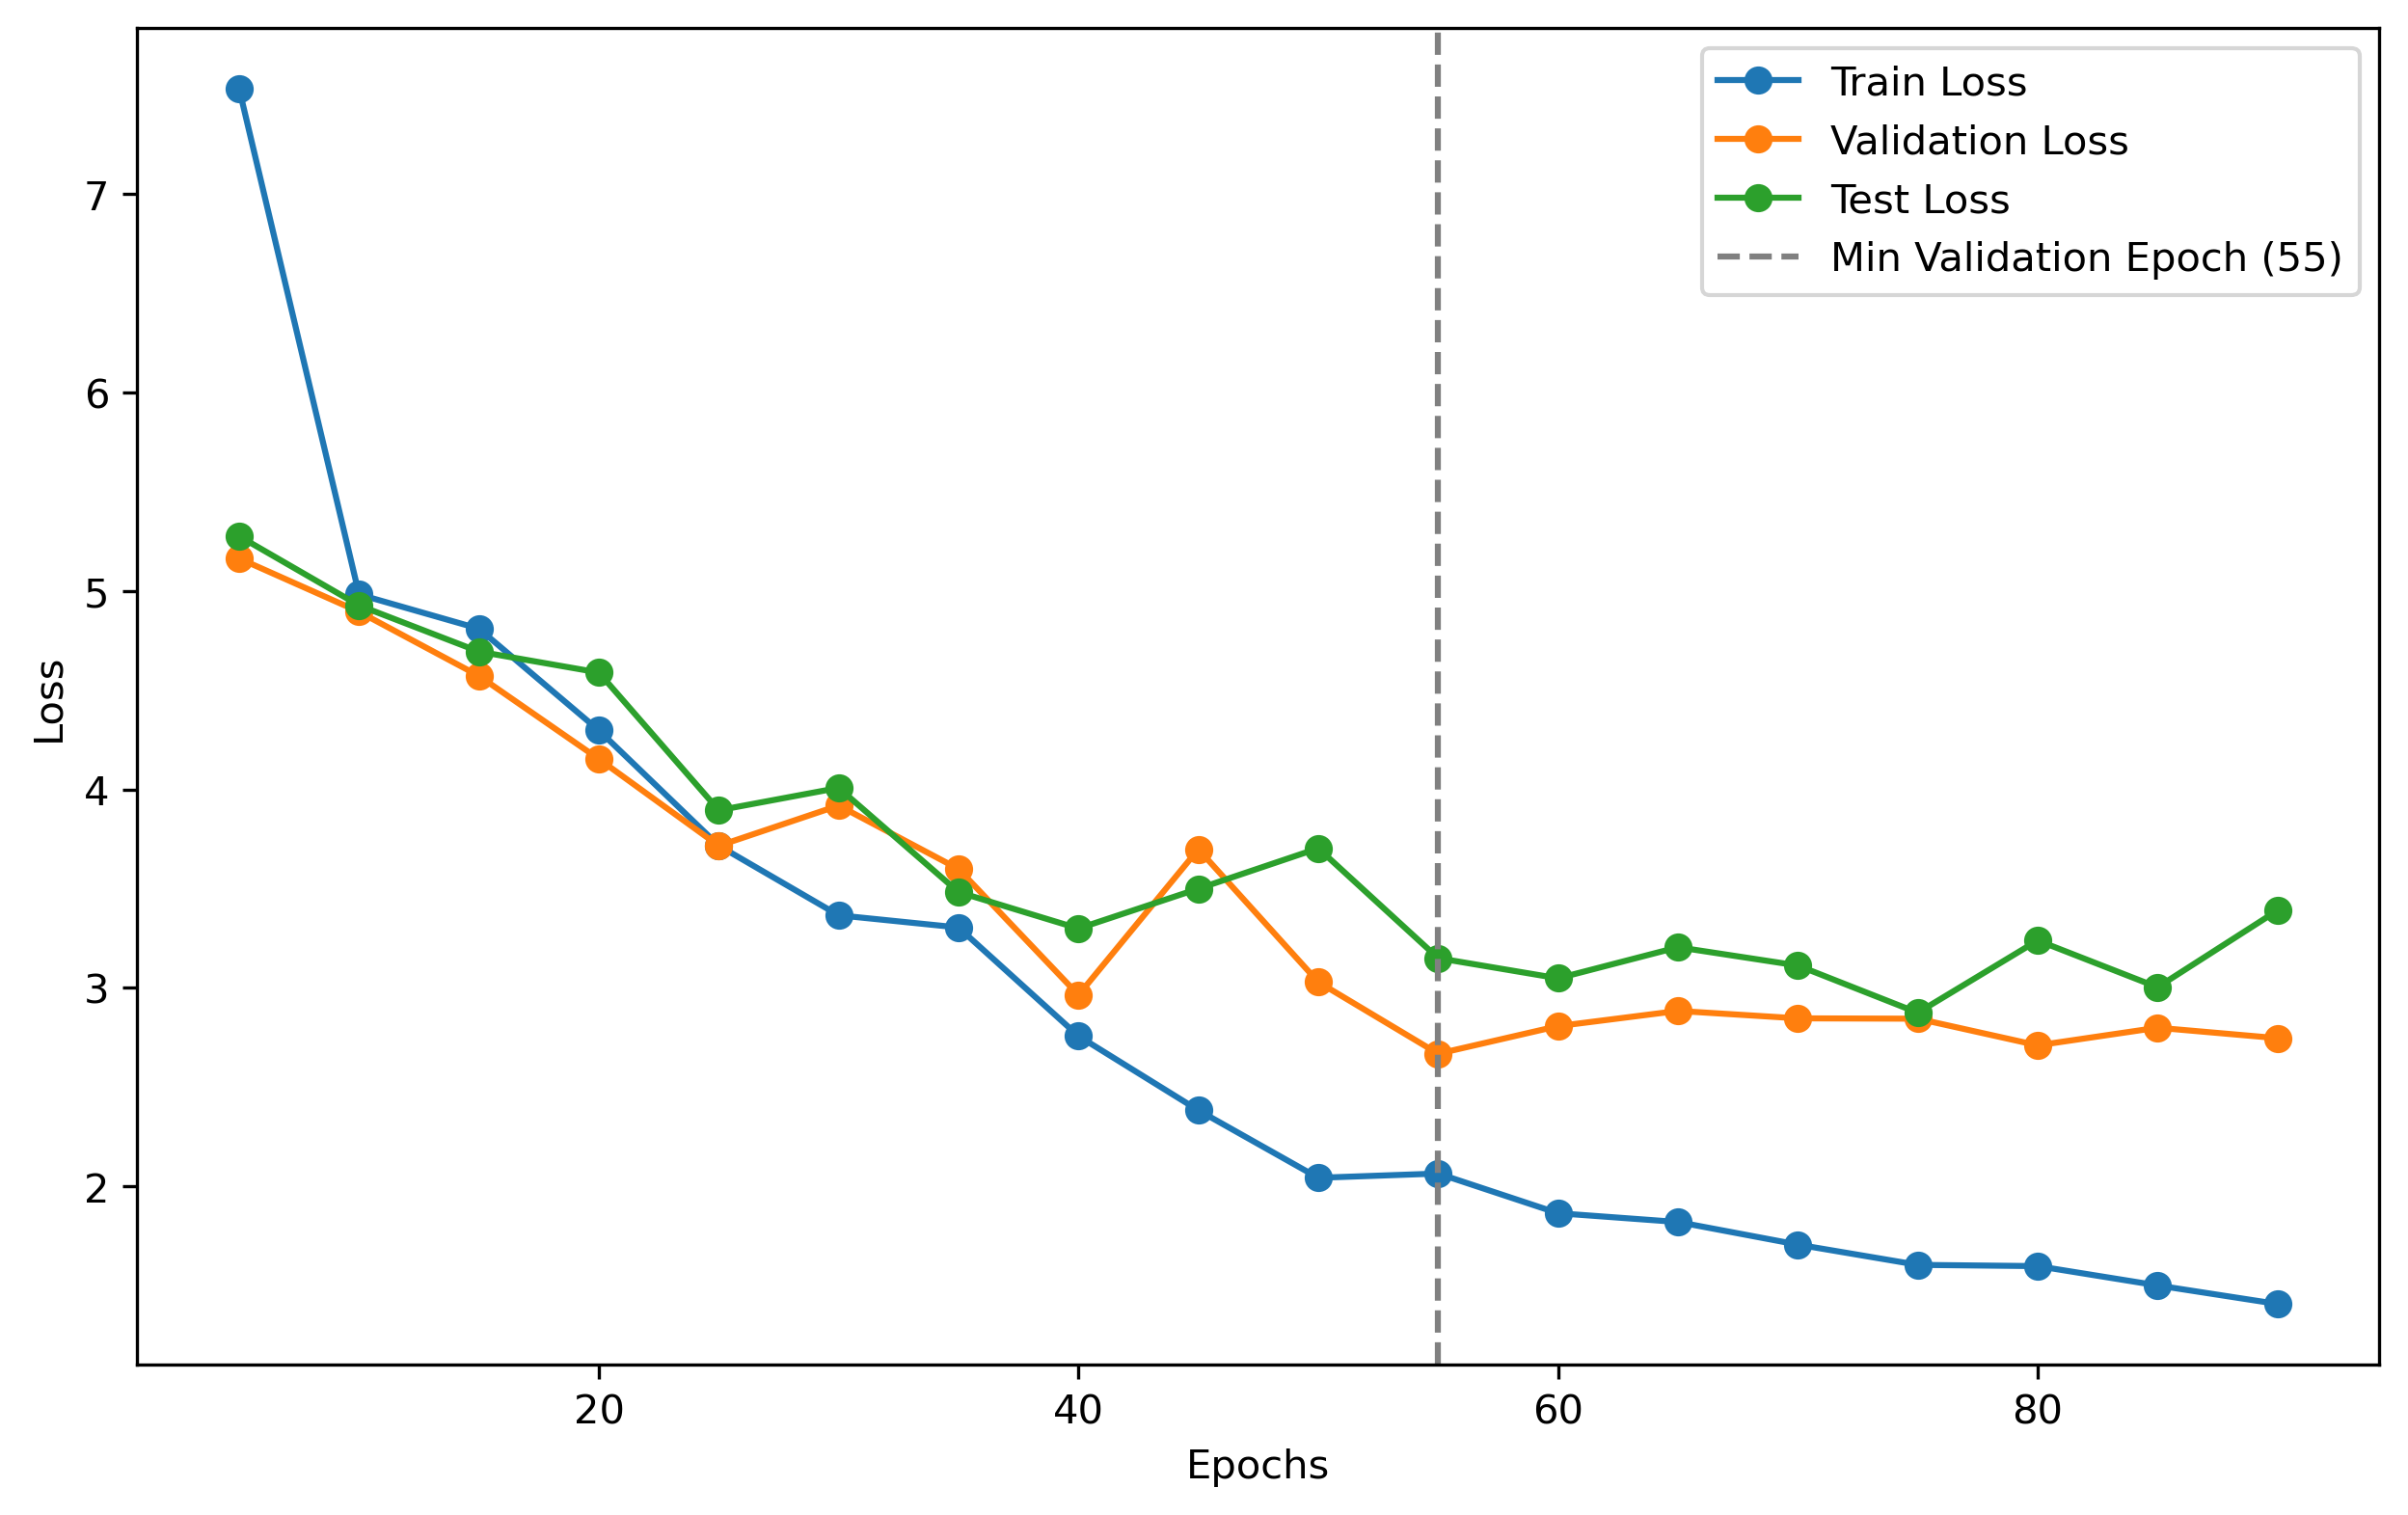 Train Loss
Validation Loss
Test Loss
Min Validation Epoch (55)
7
6
5
4
3
2
Loss
20 40 60 80
Epochs